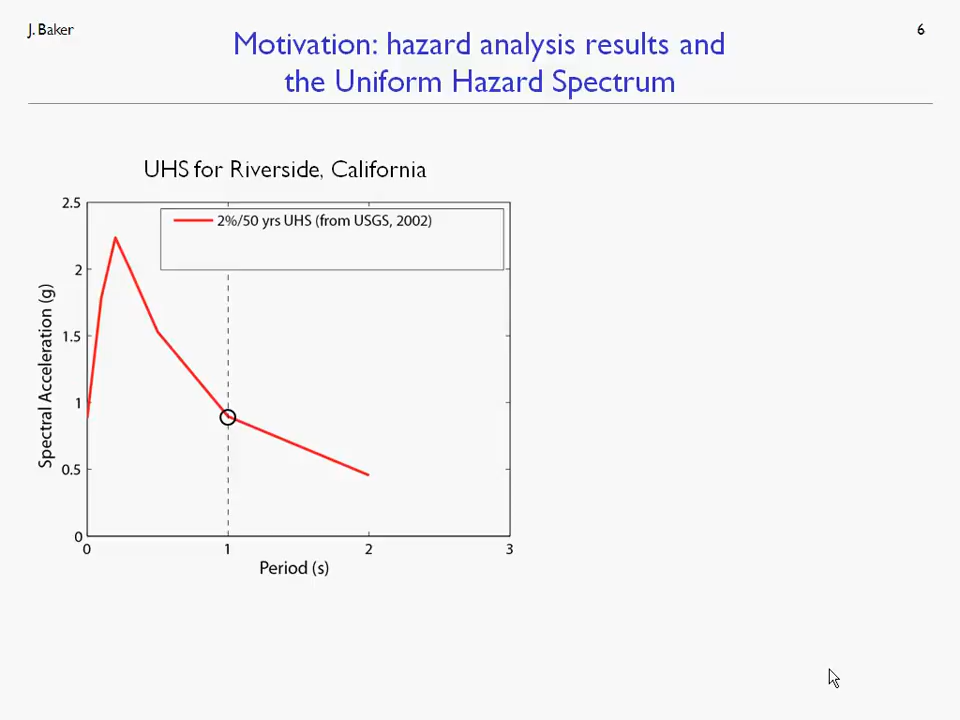 J. Baker
6
Motivation: hazard analysis results and
the Uniform Hazard Spectrum
UHS for Riverside, California
2.5
2
1.5
1
0.5
0
Spectral Acceleration (g)
2%/50 yrs UHS (from USGS, 2002)
0 1 2 3
Period (s)